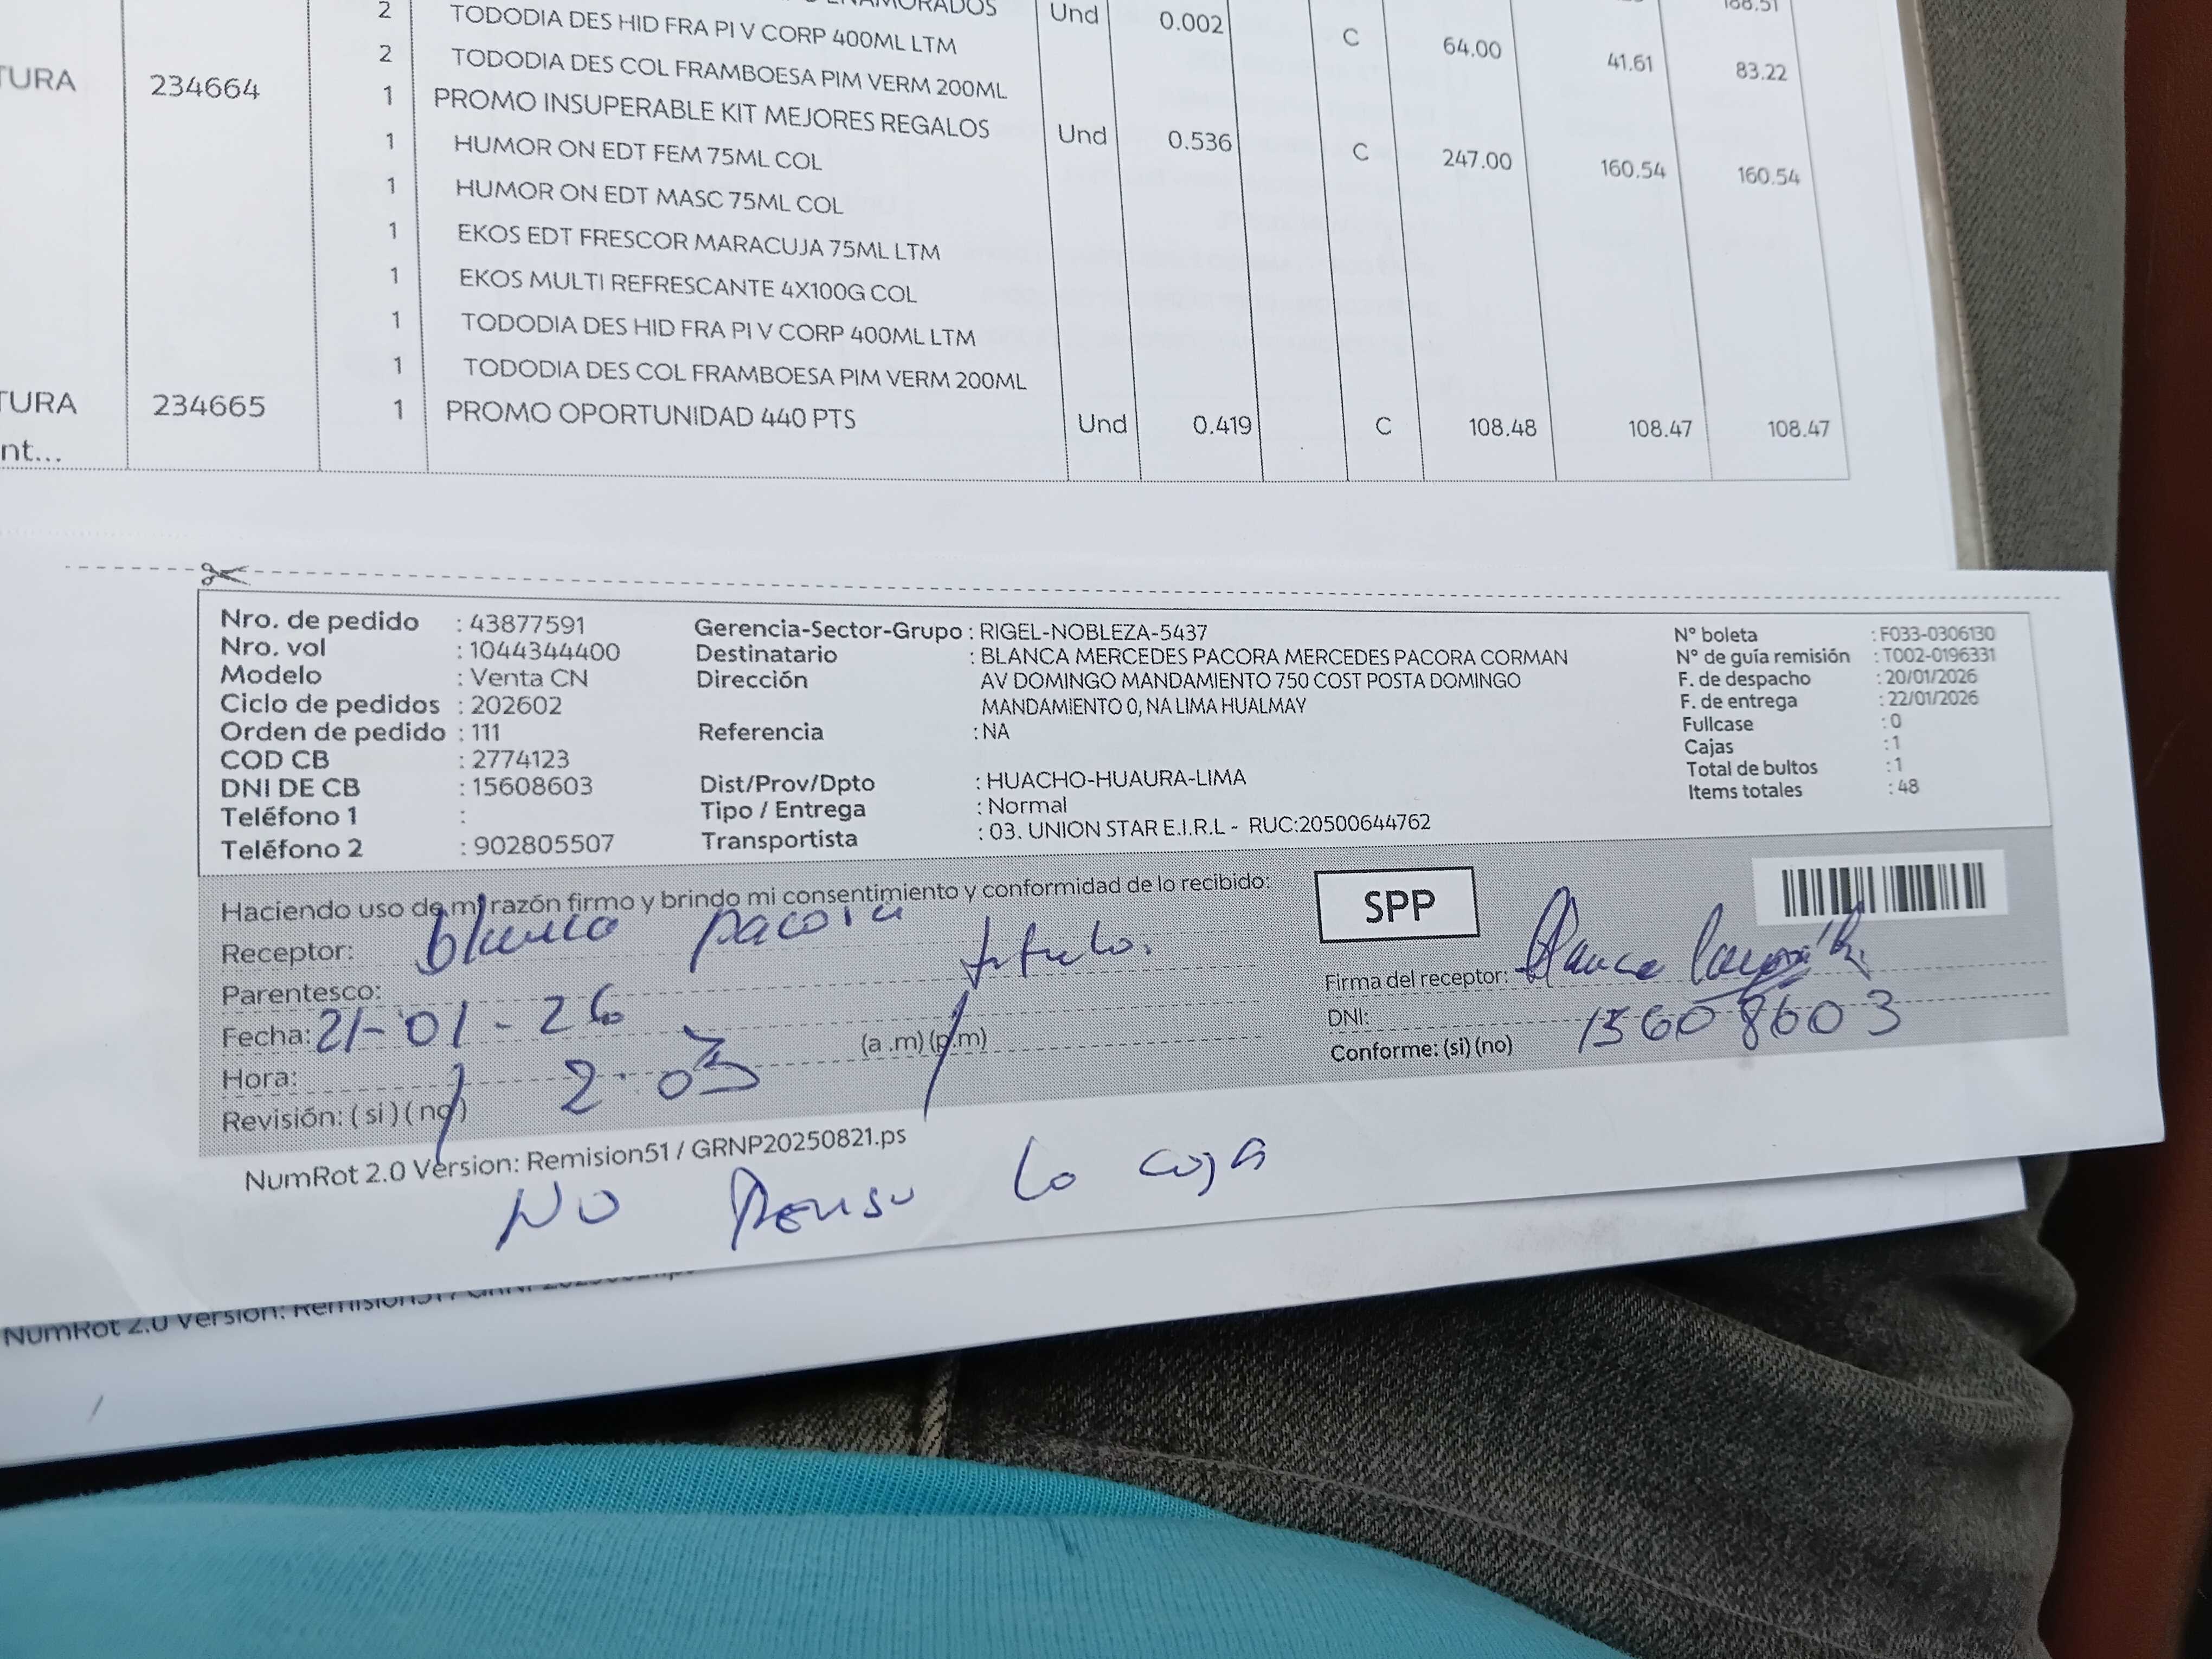 2 TODODIA DES HID FRA PI V CORP 400ML LTM Und 0.002 C 64.00 41.61 83.22
2 TODODIA DES COL FRAMBOESA PIM VERM 200ML
TURA 234664 1 PROMO INSUPERABLE KIT MEJORES REGALOS Und 0.536 C 247.00 160.54 160.54
1 HUMOR ON EDT FEM 75ML COL
1 HUMOR ON EDT MASC 75ML COL
1 EKOS EDT FRESCOR MARACUJA 75ML LTM
1 EKOS MULTI REFRESCANTE 4X100G COL
1 TODODIA DES HID FRA PI V CORP 400ML LTM
1 TODODIA DES COL FRAMBOESA PIM VERM 200ML
TURA 234665 1 PROMO OPORTUNIDAD 440 PTS Und 0.419 C 108.48 108.47 108.47
nt...
Nro. de pedido : 43877591
Nro. vol : 1044344400
Modelo : Venta CN
Ciclo de pedidos : 202602
Orden de pedido : 111
COD CB : 2774123
DNI DE CB : 15608603
Teléfono 1 :
Teléfono 2 : 902805507
Gerencia-Sector-Grupo : RIGEL-NOBLEZA-5437
Destinatario : BLANCA MERCEDES PACORA MERCEDES PACORA CORMAN
Dirección AV DOMINGO MANDAMIENTO 750 COST POSTA DOMINGO
MANDAMIENTO 0, NA LIMA HUALMAY
Referencia : NA
Dist/Prov/Dpto : HUACHO-HUAURA-LIMA
Tipo / Entrega : Normal
Transportista : 03. UNION STAR E.I.R.L - RUC:20500644762
N° boleta : F033-0306130
N° de guía remisión : T002-0196331
F. de despacho : 20/01/2026
F. de entrega : 22/01/2026
Fullcase : 0
Cajas : 1
Total de bultos : 1
Items totales : 48
Haciendo uso de mi razón firmo y brindo mi consentimiento y conformidad de lo recibido:
Receptor: blanca pacora
Parentesco: titulo.
Fecha: 21-01-26
Hora: 2:03 (a .m) (p.m)
Revisión: ( si ) ( no )
SPP
Firma del receptor: Blanca
DNI: 15608603
Conforme: (si) (no)
NumRot 2.0 Version: Remision51 / GRNP20250821.ps
NO Reviso la caja
NumRot 2.0 Version: Remision51 / GRNP20250821.ps